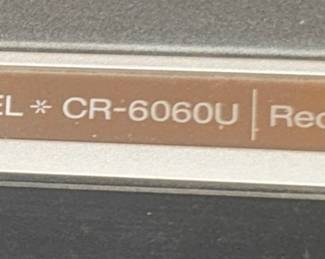 EL * CR-6060U | Rec